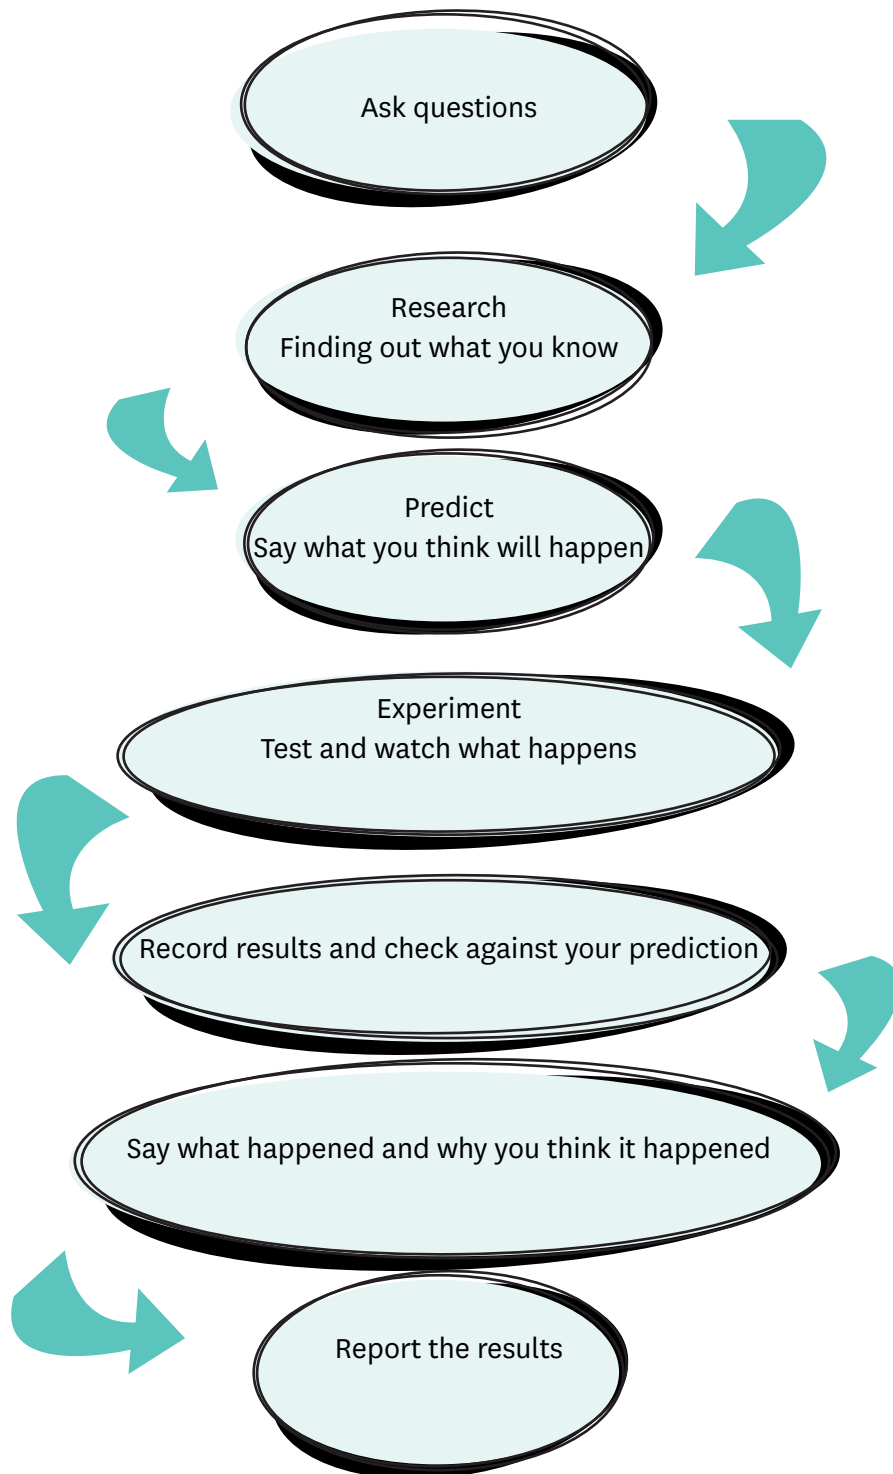 Ask questions
Research
Finding out what you know
Predict
Say what you think will happen
Experiment
Test and watch what happens
Record results and check against your prediction
Say what happened and why you think it happened
Report the results